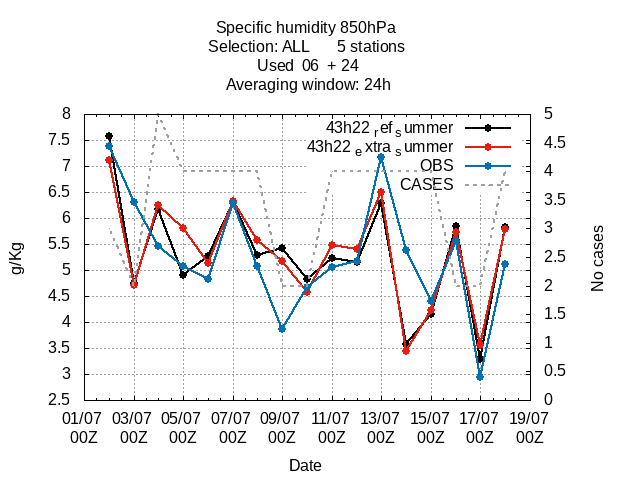 Specific humidity 850hPa
Selection: ALL      5 stations
Used  06  + 24
Averaging window: 24h
43h22 refsummer
43h22 extrasummer
OBS
CASES
g/Kg
8
7.5
7
6.5
6
5.5
5
4.5
4
3.5
3
2.5
5
4.5
4
3.5
3
2.5
2
1.5
1
0.5
0
No cases
01/07 03/07 05/07 07/07 09/07 11/07 13/07 15/07 17/07 19/07
00Z 00Z 00Z 00Z 00Z 00Z 00Z 00Z 00Z 00Z
Date